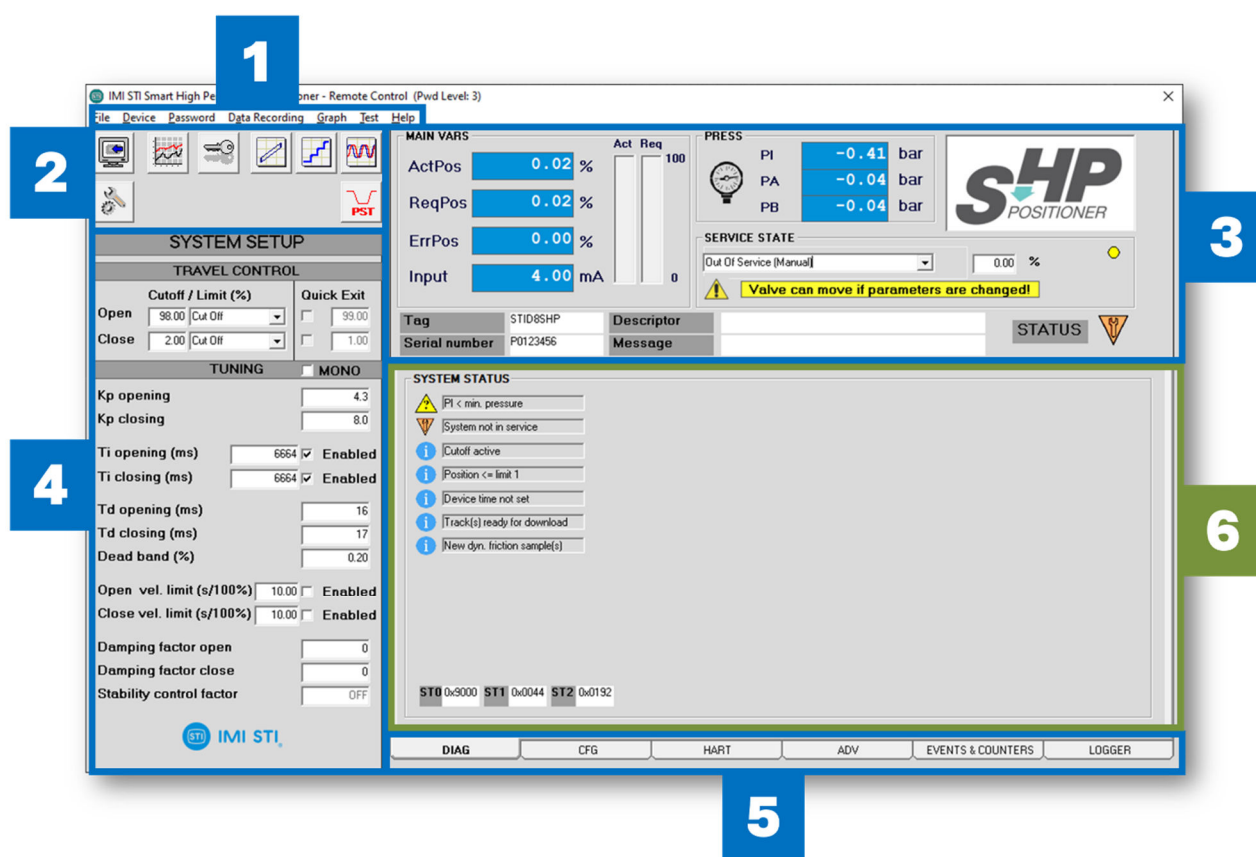 1
IMI STI Smart High Pe oner - Remote Control (Pwd Level: 3)
File Device Password Data Recording Graph Test Help
2
PST
MAIN VARS
Act Req
100
0
ActPos 0.02 %
ReqPos 0.02 %
ErrPos 0.00 %
Input 4.00 mA
PRESS
PI -0.41 bar
PA -0.04 bar
PB -0.04 bar
SHP
POSITIONER
3
SERVICE STATE
Out Of Service (Manual) 0.00 %
Valve can move if parameters are changed!
Tag STID8SHP Descriptor
Serial number P0123456 Message
STATUS
SYSTEM SETUP
TRAVEL CONTROL
Cutoff / Limit (%) Quick Exit
Open 98.00 Cut Off 99.00
Close 2.00 Cut Off 1.00
TUNING MONO
Kp opening 4.3
Kp closing 8.0
Ti opening (ms) 6664 Enabled
Ti closing (ms) 6664 Enabled
Td opening (ms) 16
Td closing (ms) 17
Dead band (%) 0.20
Open vel. limit (s/100%) 10.00 Enabled
Close vel. limit (s/100%) 10.00 Enabled
Damping factor open 0
Damping factor close 0
Stability control factor OFF
STI IMI STI
4
SYSTEM STATUS
? PI < min. pressure
System not in service
i Cutoff active
i Position <= limit 1
i Device time not set
i Track(s) ready for download
i New dyn. friction sample(s)
6
ST0 0x9000 ST1 0x0044 ST2 0x0192
DIAG CFG HART ADV EVENTS & COUNTERS LOGGER
5